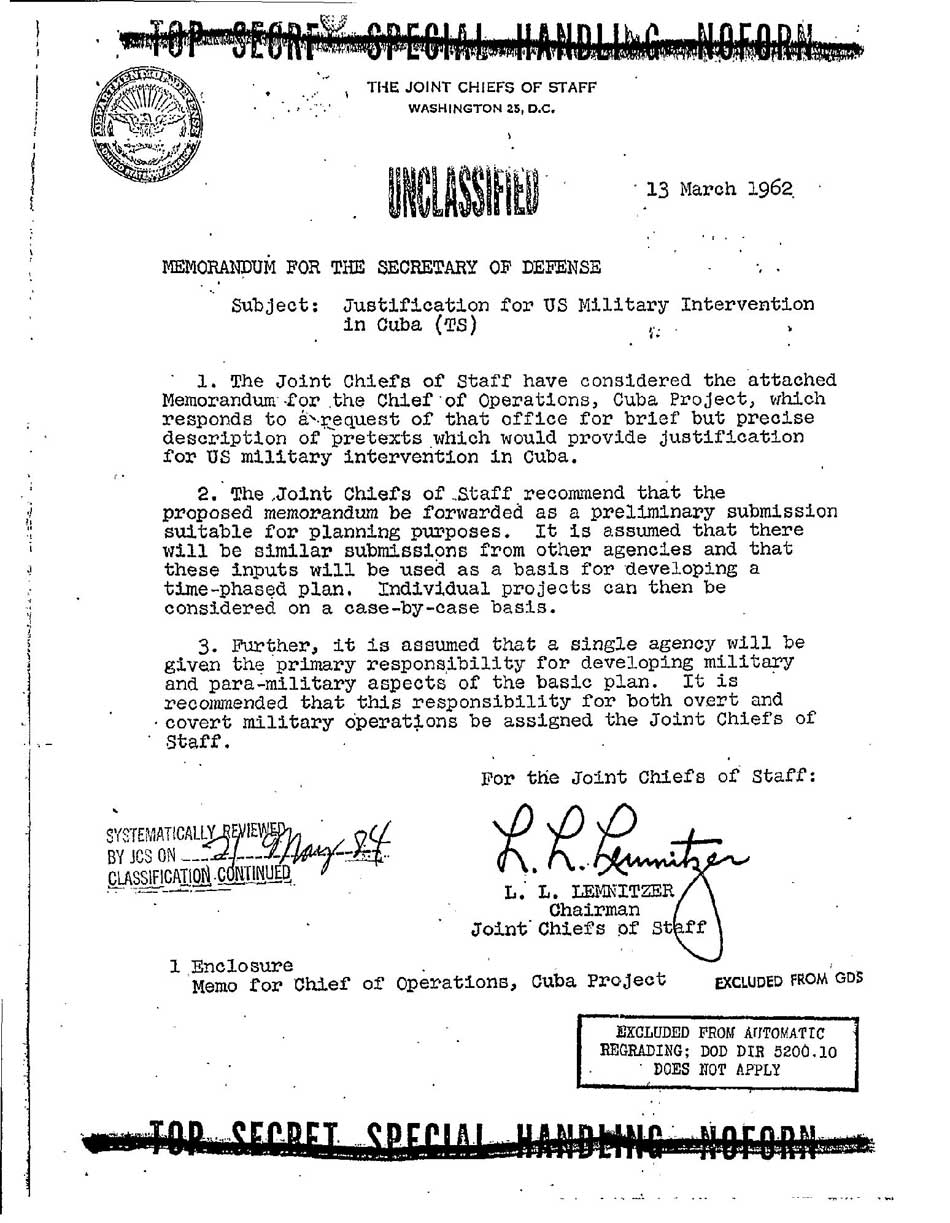 TOP SECRET SPECIAL HANDLING NOFORN
THE JOINT CHIEFS OF STAFF
WASHINGTON 25, D.C.
UNCLASSIFIED
13 March 1962
MEMORANDUM FOR THE SECRETARY OF DEFENSE
Subject: Justification for US Military Intervention
in Cuba (TS)
1. The Joint Chiefs of Staff have considered the attached
Memorandum for the Chief of Operations, Cuba Project, which
responds to a request of that office for brief but precise
description of pretexts which would provide justification
for US military intervention in Cuba.
2. The Joint Chiefs of Staff recommend that the
proposed memorandum be forwarded as a preliminary submission
suitable for planning purposes. It is assumed that there
will be similar submissions from other agencies and that
these inputs will be used as a basis for developing a
time-phased plan. Individual projects can then be
considered on a case-by-case basis.
3. Further, it is assumed that a single agency will be
given the primary responsibility for developing military
and para-military aspects of the basic plan. It is
recommended that this responsibility for both overt and
covert military operations be assigned the Joint Chiefs of
Staff.
For the Joint Chiefs of Staff:
SYSTEMATICALLY REVIEWED
BY JCS ON 21 May 84
CLASSIFICATION CONTINUED
L. L. Lemnitzer
L. L. LEMNITZER
Chairman
Joint Chiefs of Staff
1 Enclosure
Memo for Chief of Operations, Cuba Project
EXCLUDED FROM GDS
EXCLUDED FROM AUTOMATIC
REGRADING; DOD DIR 5200.10
DOES NOT APPLY
TOP SECRET SPECIAL HANDLING NOFORN